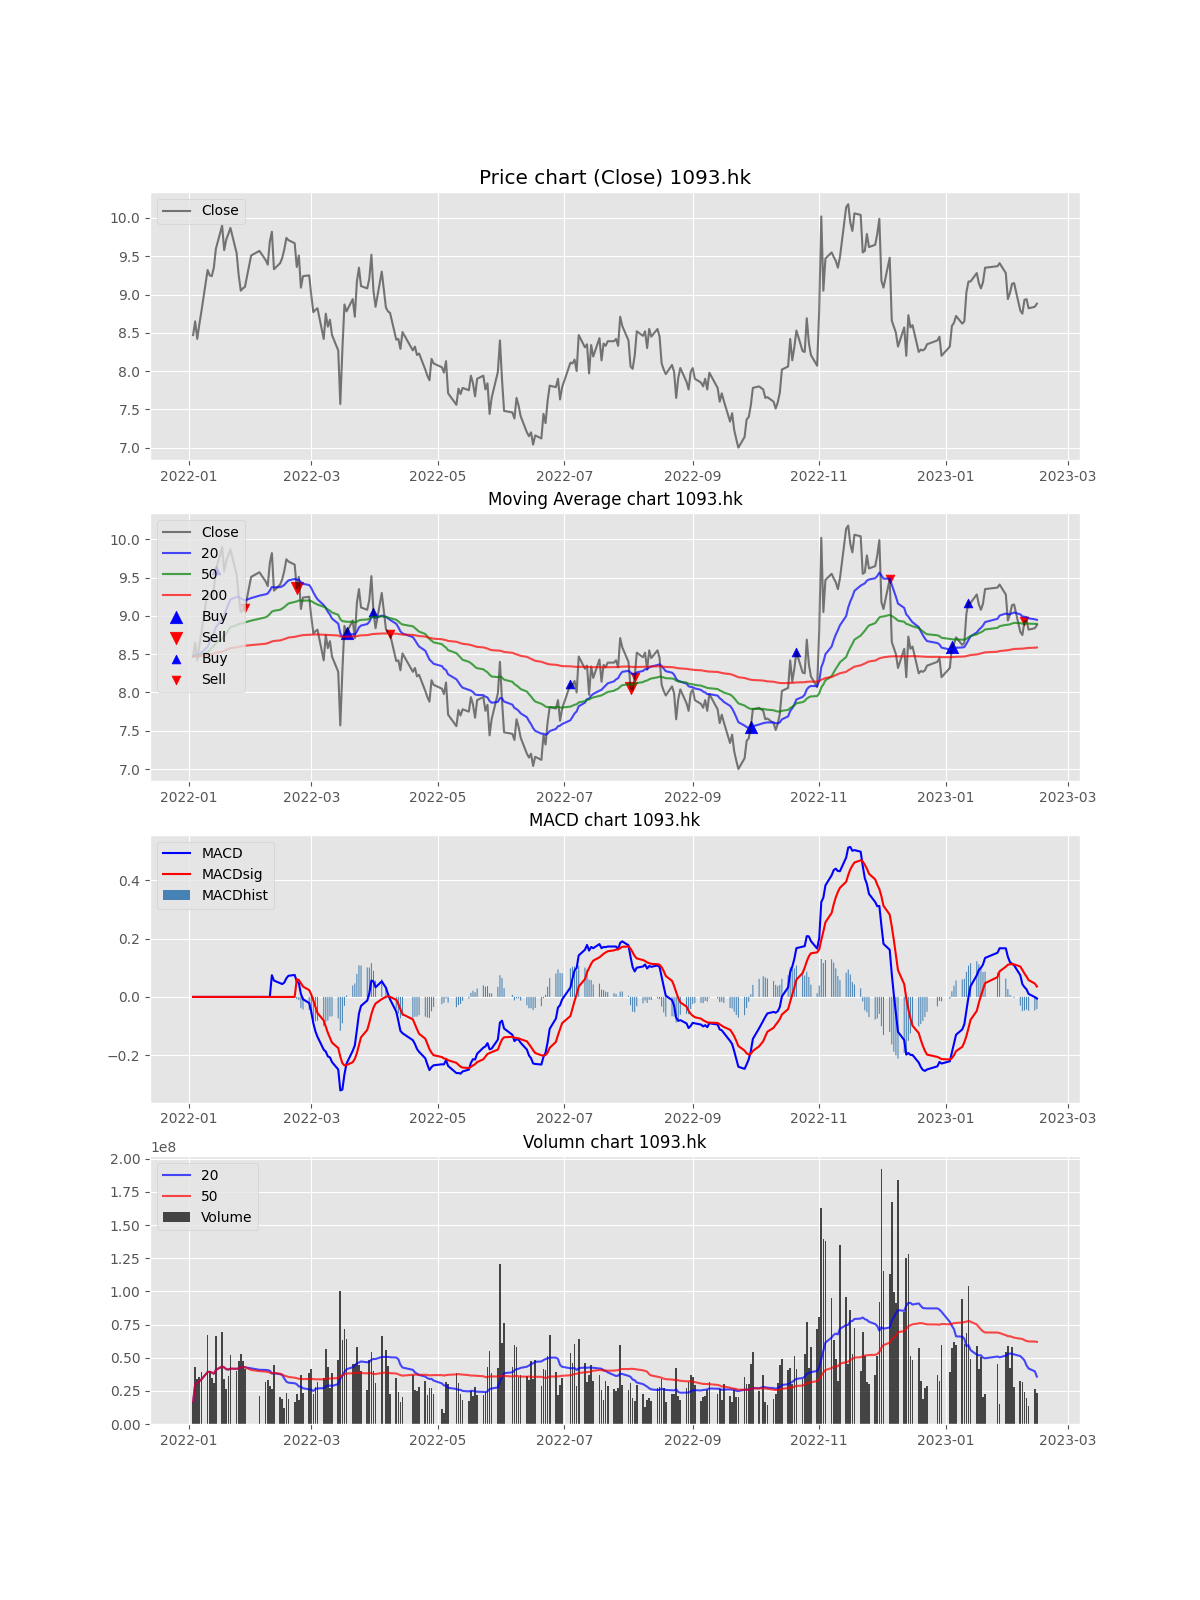 Price chart (Close) 1093.hk
Close
10.0
9.5
9.0
8.5
8.0
7.5
7.0
2022-01 2022-03 2022-05 2022-07 2022-09 2022-11 2023-01 2023-03
Moving Average chart 1093.hk
Close
20
50
200
Buy
Sell
Buy
Sell
10.0
9.5
9.0
8.5
8.0
7.5
7.0
2022-01 2022-03 2022-05 2022-07 2022-09 2022-11 2023-01 2023-03
MACD chart 1093.hk
MACD
MACDsig
MACDhist
0.4
0.2
0.0
−0.2
2022-01 2022-03 2022-05 2022-07 2022-09 2022-11 2023-01 2023-03
Volumn chart 1093.hk
1e8
20
50
Volume
2.00
1.75
1.50
1.25
1.00
0.75
0.50
0.25
0.00
2022-01 2022-03 2022-05 2022-07 2022-09 2022-11 2023-01 2023-03